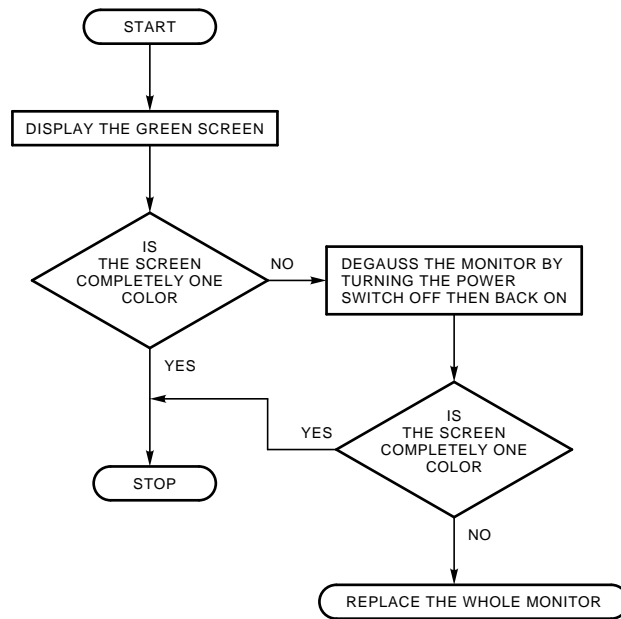 START
DISPLAY THE GREEN SCREEN
IS
THE SCREEN
COMPLETELY ONE
COLOR
NO
DEGAUSS THE MONITOR BY
TURNING THE POWER
SWITCH OFF THEN BACK ON
YES
IS
THE SCREEN
COMPLETELY ONE
COLOR
YES
STOP
NO
REPLACE THE WHOLE MONITOR